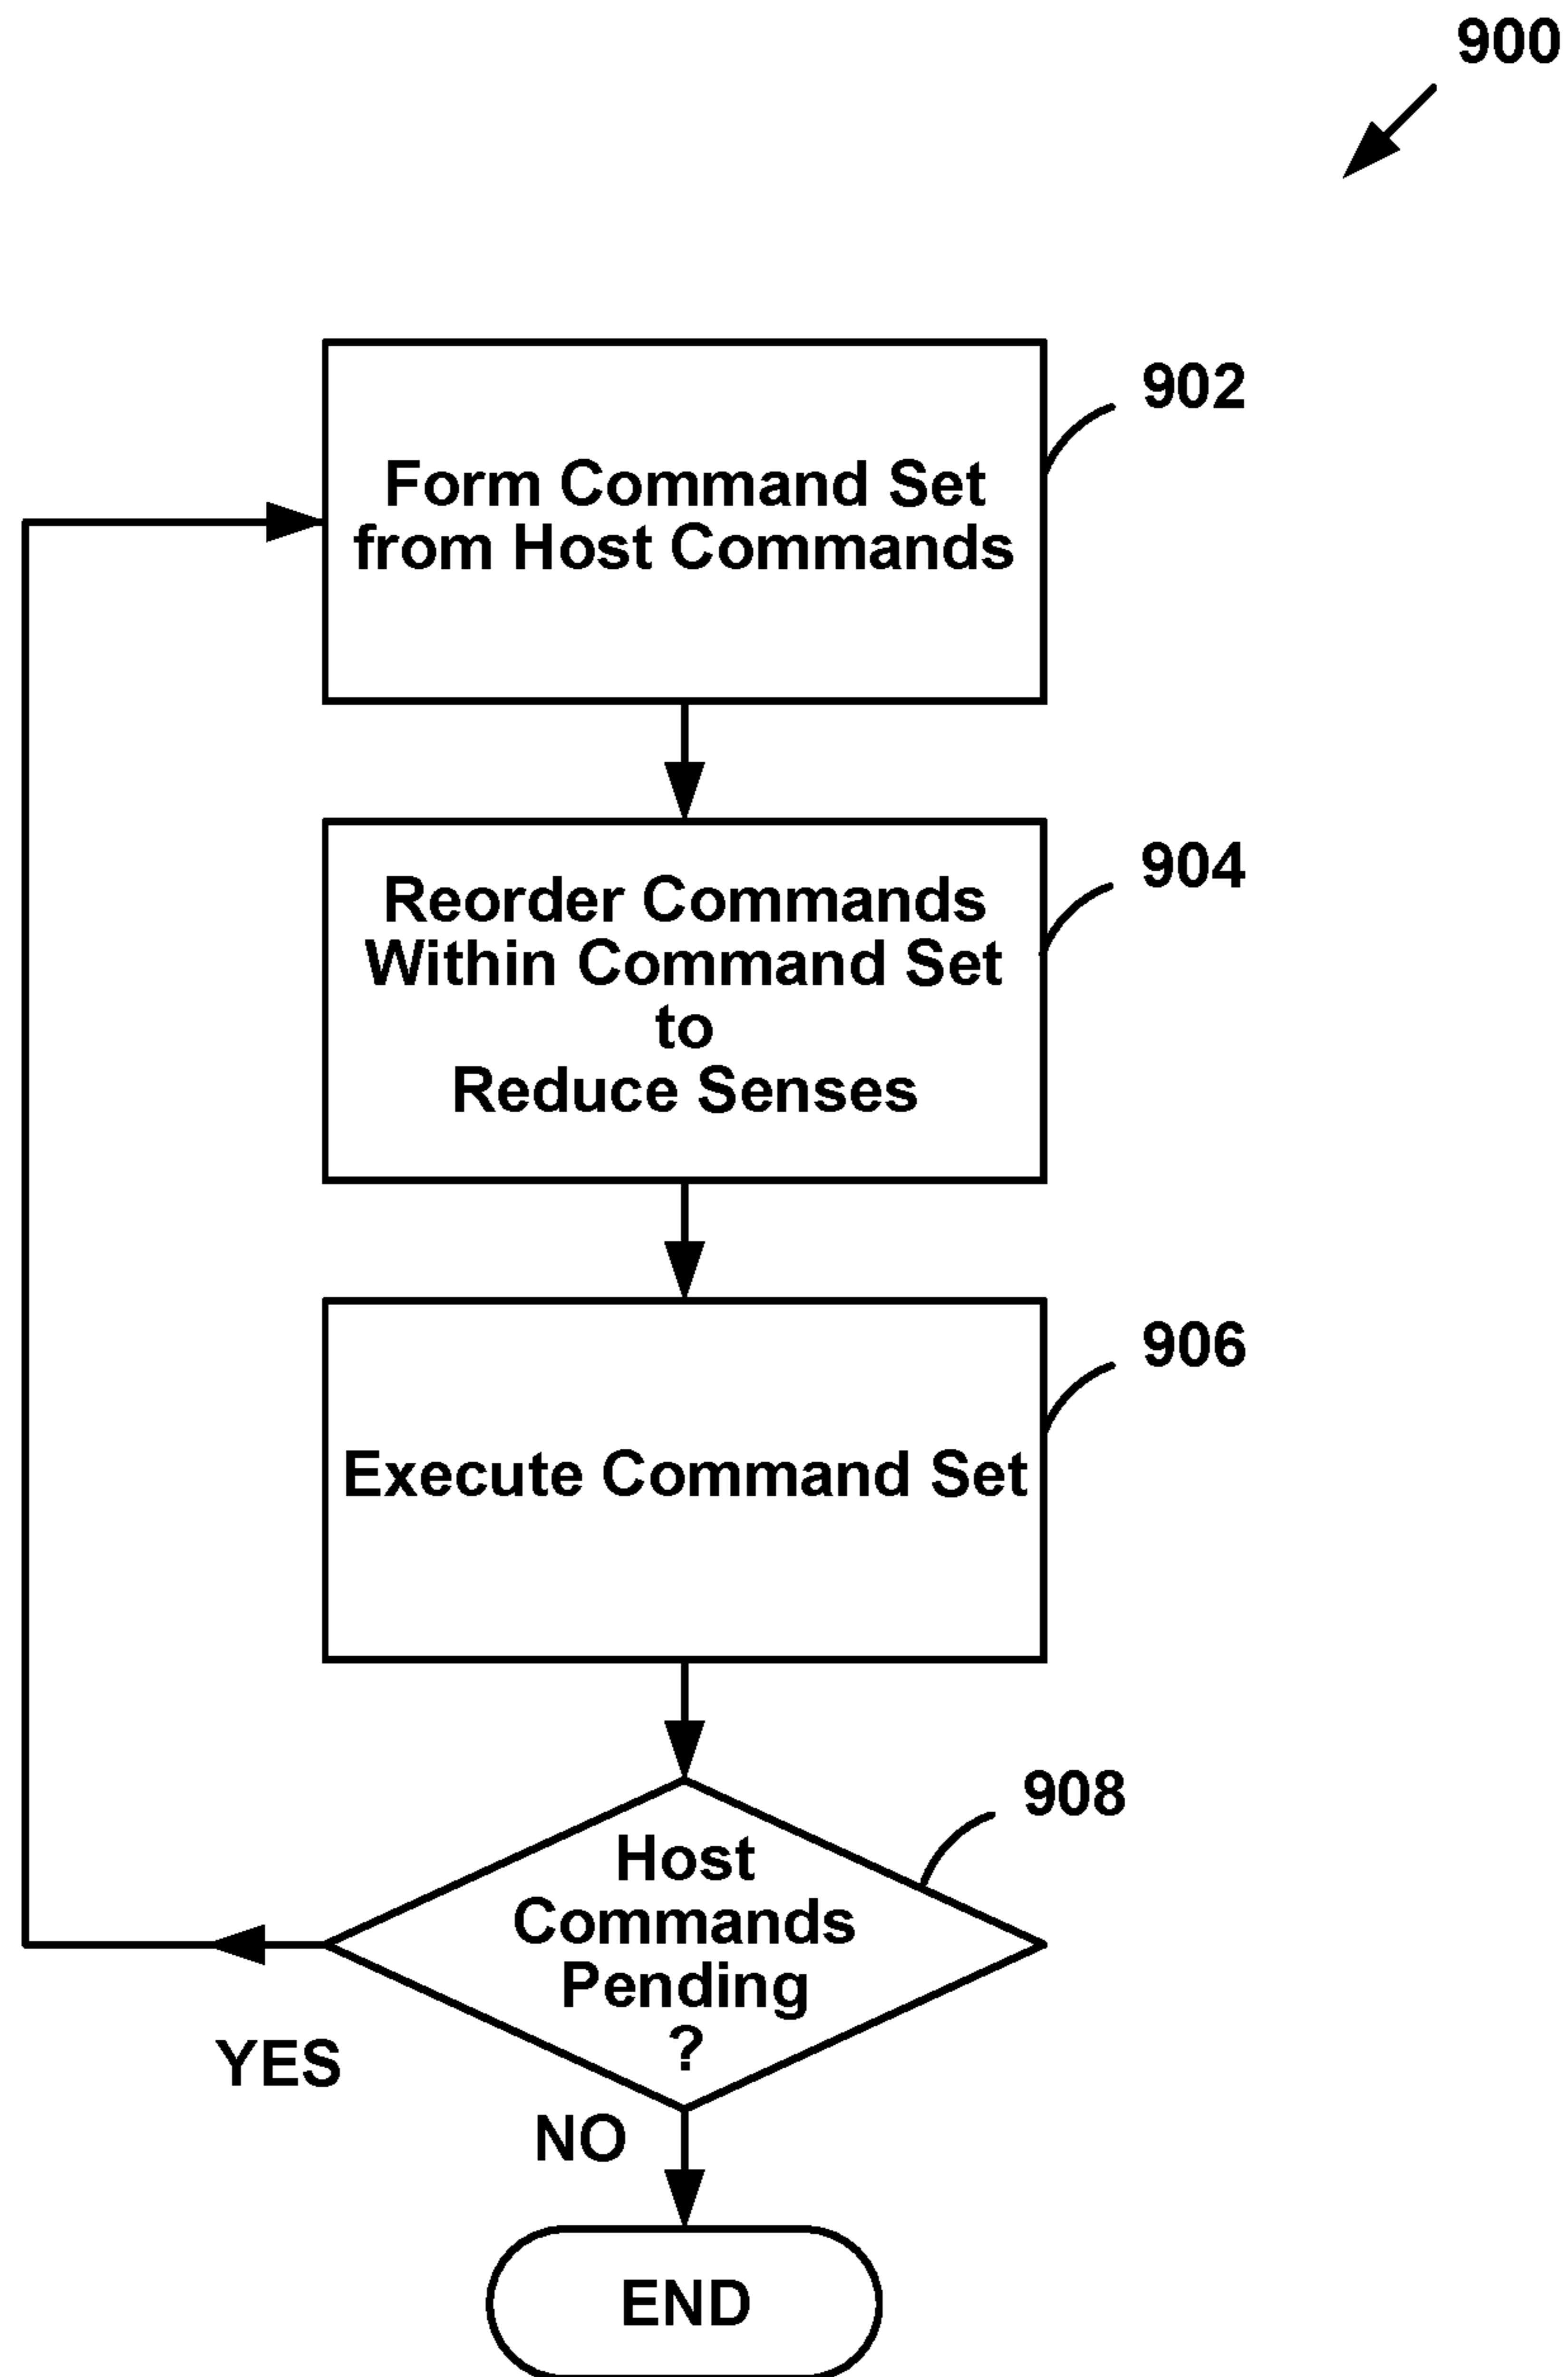 900
902
Form Command Set
from Host Commands
904
Reorder Commands
Within Command Set
to
Reduce Senses
906
Execute Command Set
908
Host
Commands
Pending
?
YES
NO
END